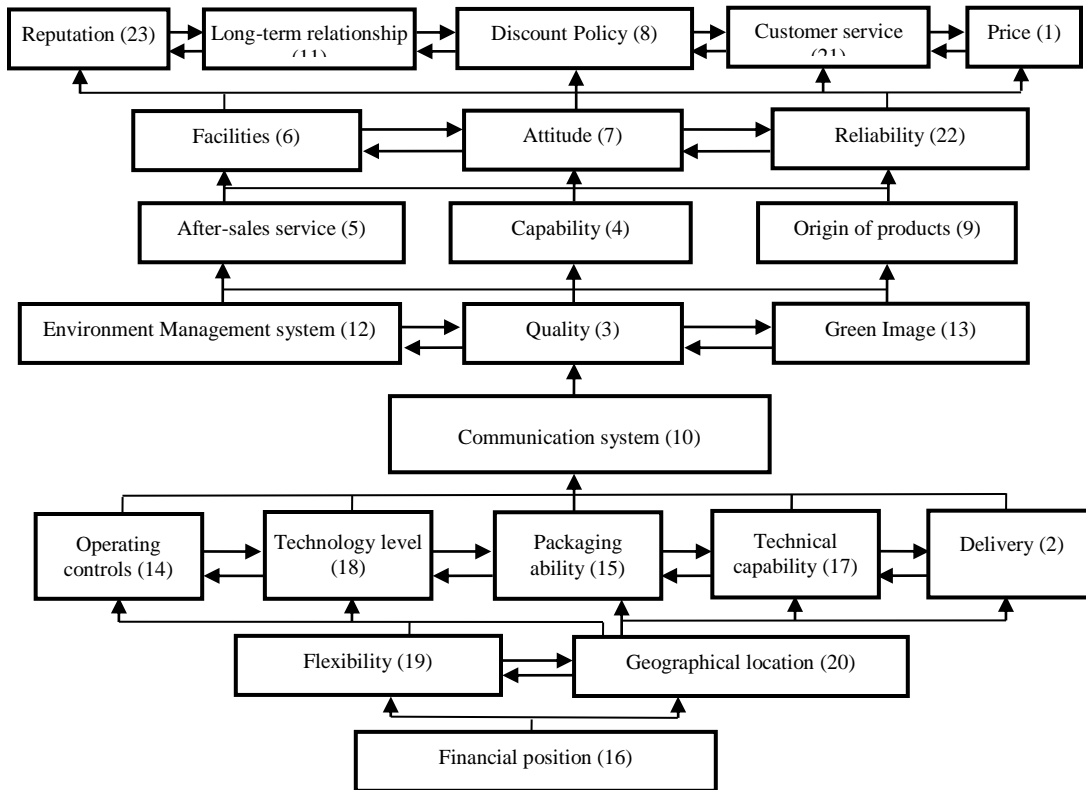 Reputation (23)
Long-term relationship
(11)
Discount Policy (8)
Customer service
(21)
Price (1)
Facilities (6)
Attitude (7)
Reliability (22)
After-sales service (5)
Capability (4)
Origin of products (9)
Environment Management system (12)
Quality (3)
Green Image (13)
Communication system (10)
Operating
controls (14)
Technology level
(18)
Packaging
ability (15)
Technical
capability (17)
Delivery (2)
Flexibility (19)
Geographical location (20)
Financial position (16)